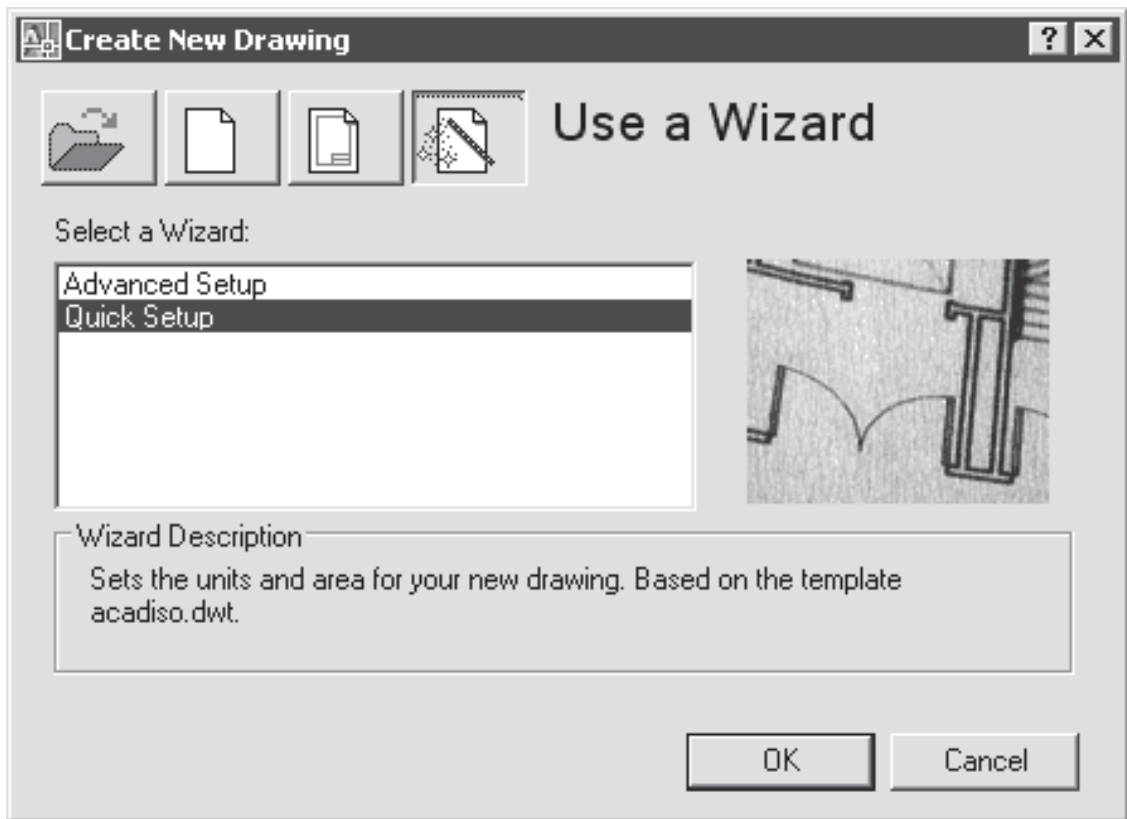 Create New Drawing
Use a Wizard
Select a Wizard:
Advanced Setup
Quick Setup
Wizard Description
Sets the units and area for your new drawing. Based on the template
acadiso.dwt.
OK
Cancel